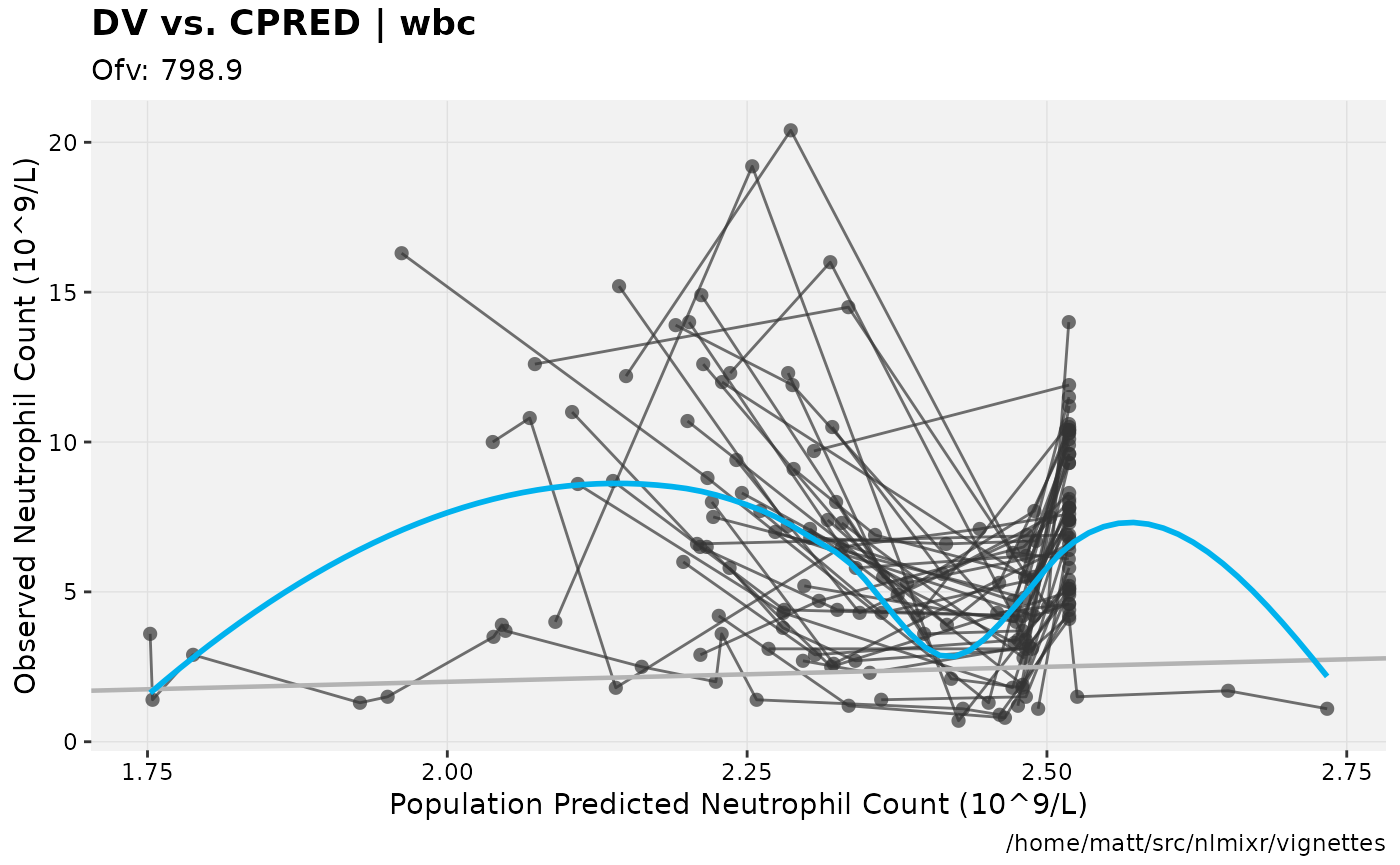 DV vs. CPRED | wbc
Ofv: 798.9
Observed Neutrophil Count (10^9/L)
20
15
10
5
0
1.75 2.00 2.25 2.50 2.75
Population Predicted Neutrophil Count (10^9/L)
/home/matt/src/nlmixr/vignettes